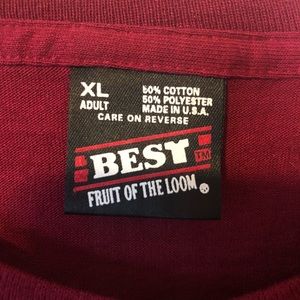 XL
ADULT
50% COTTON
50% POLYESTER
MADE IN U.S.A.
CARE ON REVERSE
BEST
TM
FRUIT OF THE LOOM